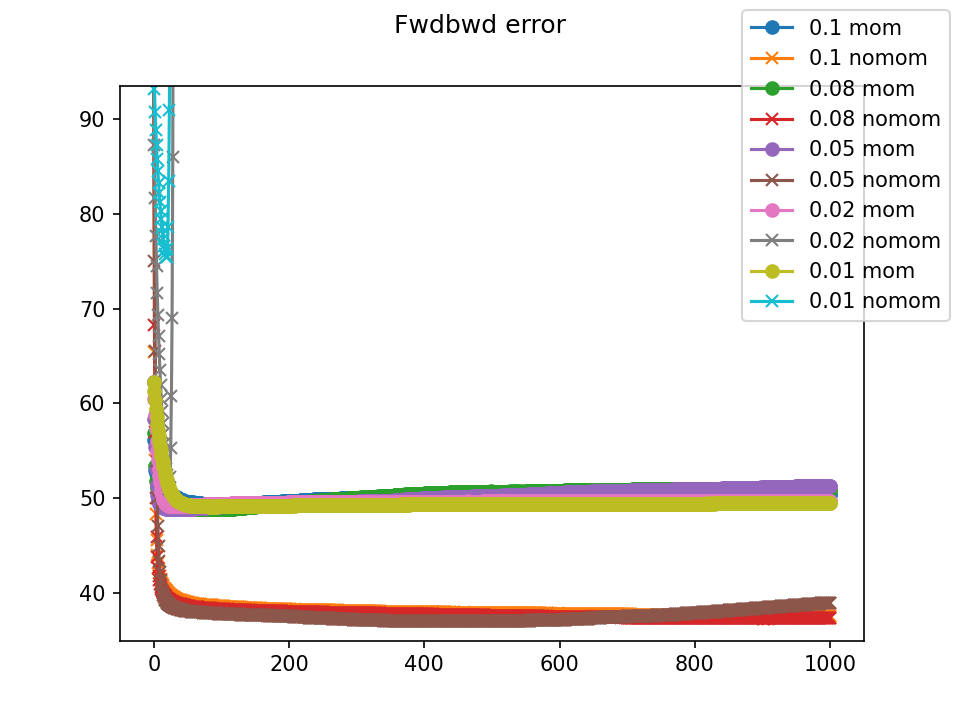 Fwdbwd error
0.1 mom
0.1 nomom
0.08 mom
0.08 nomom
0.05 mom
0.05 nomom
0.02 mom
0.02 nomom
0.01 mom
0.01 nomom
90
80
70
60
50
40
0 200 400 600 800 1000